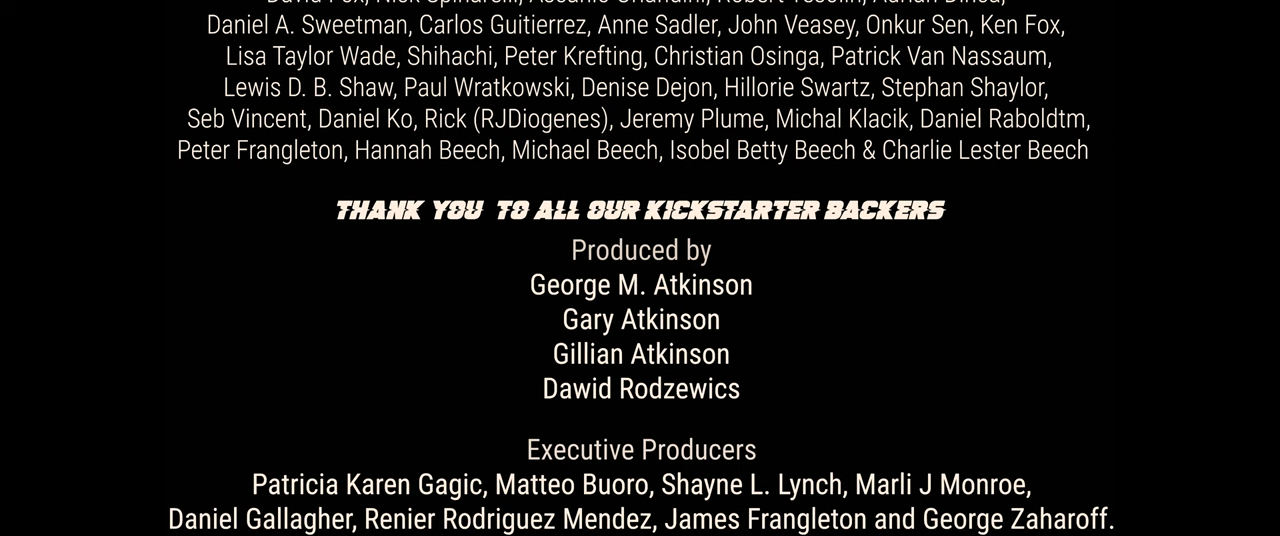 Daniel A. Sweetman, Carlos Guitierrez, Anne Sadler, John Veasey, Onkur Sen, Ken Fox,
Lisa Taylor Wade, Shihachi, Peter Krefting, Christian Osinga, Patrick Van Nassaum,
Lewis D. B. Shaw, Paul Wratkowski, Denise Dejon, Hillorie Swartz, Stephan Shaylor,
Seb Vincent, Daniel Ko, Rick (RJDiogenes), Jeremy Plume, Michal Klacik, Daniel Raboldtm,
Peter Frangleton, Hannah Beech, Michael Beech, Isobel Betty Beech & Charlie Lester Beech
THANK YOU TO ALL OUR KICKSTARTER BACKERS
Produced by
George M. Atkinson
Gary Atkinson
Gillian Atkinson
Dawid Rodzewics
Executive Producers
Patricia Karen Gagic, Matteo Buoro, Shayne L. Lynch, Marli J Monroe,
Daniel Gallagher, Renier Rodriguez Mendez, James Frangleton and George Zaharoff.